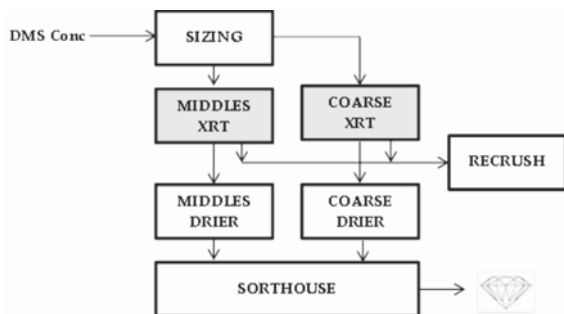 DMS Conc
SIZING
MIDDLES
XRT
COARSE
XRT
RECRUSH
MIDDLES
DRIER
COARSE
DRIER
SORTHOUSE